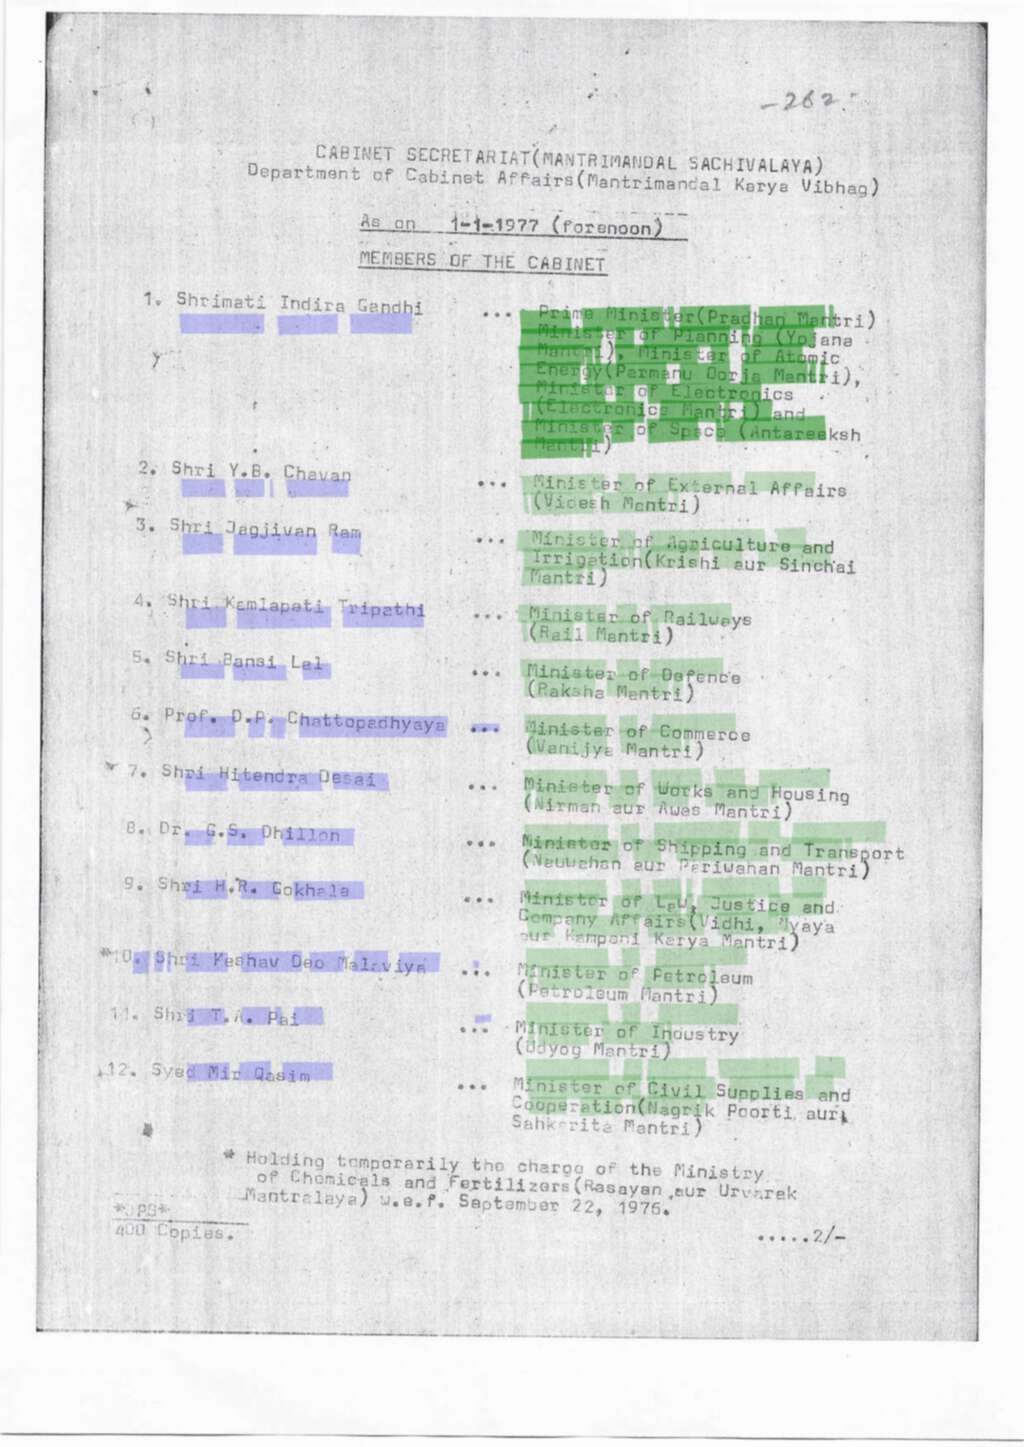 -262-
CABINET SECRETARIAT(MANTRIMANDAL SACHIVALAYA)
Department of Cabinet Affairs(Mantrimandal Karya Vibhag)
As on 1-1-1977 (forenoon)
MEMBERS OF THE CABINET
1. Shrimati Indira Gandhi ... Prime Minister(Pradhan Mantri)
Minister of Planning (Yojana
Mantri), Minister of Atomic
Energy(Parmanu Oorja Mantri),
Minister of Electronics
(Electronics Mantri) and
Minister of Space (Antareeksh
Mantri)
2. Shri Y.B. Chavan ... Minister of External Affairs
(Videsh Mantri)
3. Shri Jagjivan Ram ... Minister of Agriculture and
Irrigation(Krishi aur Sinchai
Mantri)
4. Shri Kamlapati Tripathi ... Minister of Railways
(Rail Mantri)
5. Shri Bansi Lal ... Minister of Defence
(Raksha Mantri)
6. Prof. D.P. Chattopadhyaya ... Minister of Commerce
(Vanijya Mantri)
7. Shri Hitendra Desai ... Minister of Works and Housing
(Nirman aur Awas Mantri)
8. Dr. G.S. Dhillon ... Minister of Shipping and Transport
(Nauwahan aur Pariwahan Mantri)
9. Shri H.R. Gokhale ... Minister of Law, Justice and
Company Affairs(Vidhi, Nyaya
aur Kampani Karya Mantri)
*10. Shri Keshav Deo Malaviya ... Minister of Petroleum
(Petroleum Mantri)
11. Shri T.A. Pai ... Minister of Industry
(Udyog Mantri)
12. Syed Mir Qasim ... Minister of Civil Supplies and
Cooperation(Nagrik Poorti aur
Sahkarita Mantri)
* Holding temporarily the charge of the Ministry
of Chemicals and Fertilizers(Rasayan aur Urvarak
Mantralaya) w.e.f. September 22, 1976.
400 Copies.
.....2/-